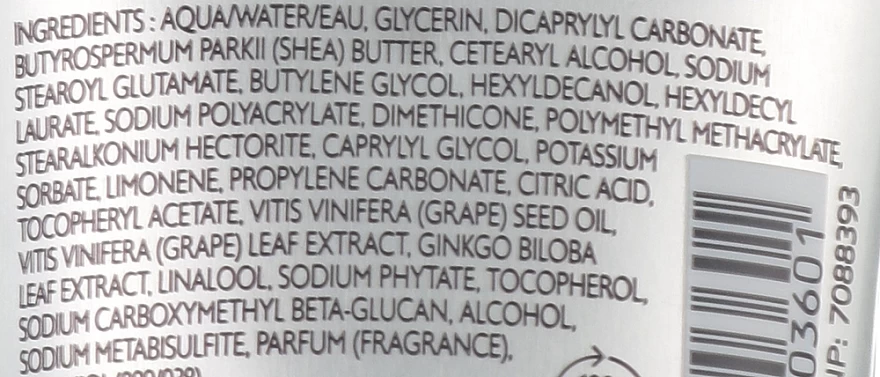 INGREDIENTS : AQUA/WATER/EAU, GLYCERIN, DICAPRYLYL CARBONATE,
BUTYROSPERMUM PARKII (SHEA) BUTTER, CETEARYL ALCOHOL, SODIUM
STEAROYL GLUTAMATE, BUTYLENE GLYCOL, HEXYLDECANOL, HEXYLDECYL
LAURATE, SODIUM POLYACRYLATE, DIMETHICONE, POLYMETHYL METHACRYLATE,
STEARALKONIUM HECTORITE, CAPRYLYL GLYCOL, POTASSIUM
SORBATE, LIMONENE, PROPYLENE CARBONATE, CITRIC ACID,
TOCOPHERYL ACETATE, VITIS VINIFERA (GRAPE) SEED OIL,
VITIS VINIFERA (GRAPE) LEAF EXTRACT, GINKGO BILOBA
LEAF EXTRACT, LINALOOL, SODIUM PHYTATE, TOCOPHEROL,
SODIUM CARBOXYMETHYL BETA-GLUCAN, ALCOHOL,
SODIUM METABISULFITE, PARFUM (FRAGRANCE).
03601
IP: 7088393